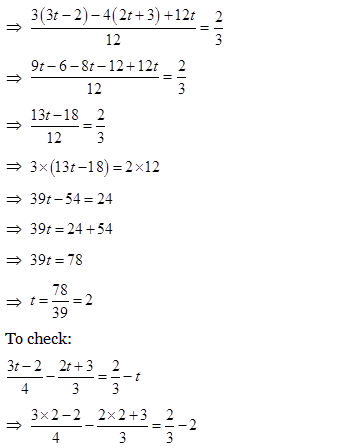 ⇒ (3(3t−2)−4(2t+3)+12t)/12 = 2/3
⇒ (9t−6−8t−12+12t)/12 = 2/3
⇒ (13t−18)/12 = 2/3
⇒ 3×(13t−18)=2×12
⇒ 39t−54=24
⇒ 39t=24+54
⇒ 39t=78
⇒ t=78/39=2
To check:
(3t−2)/4−(2t+3)/3=2/3−t
⇒ (3×2−2)/4−(2×2+3)/3=2/3−2